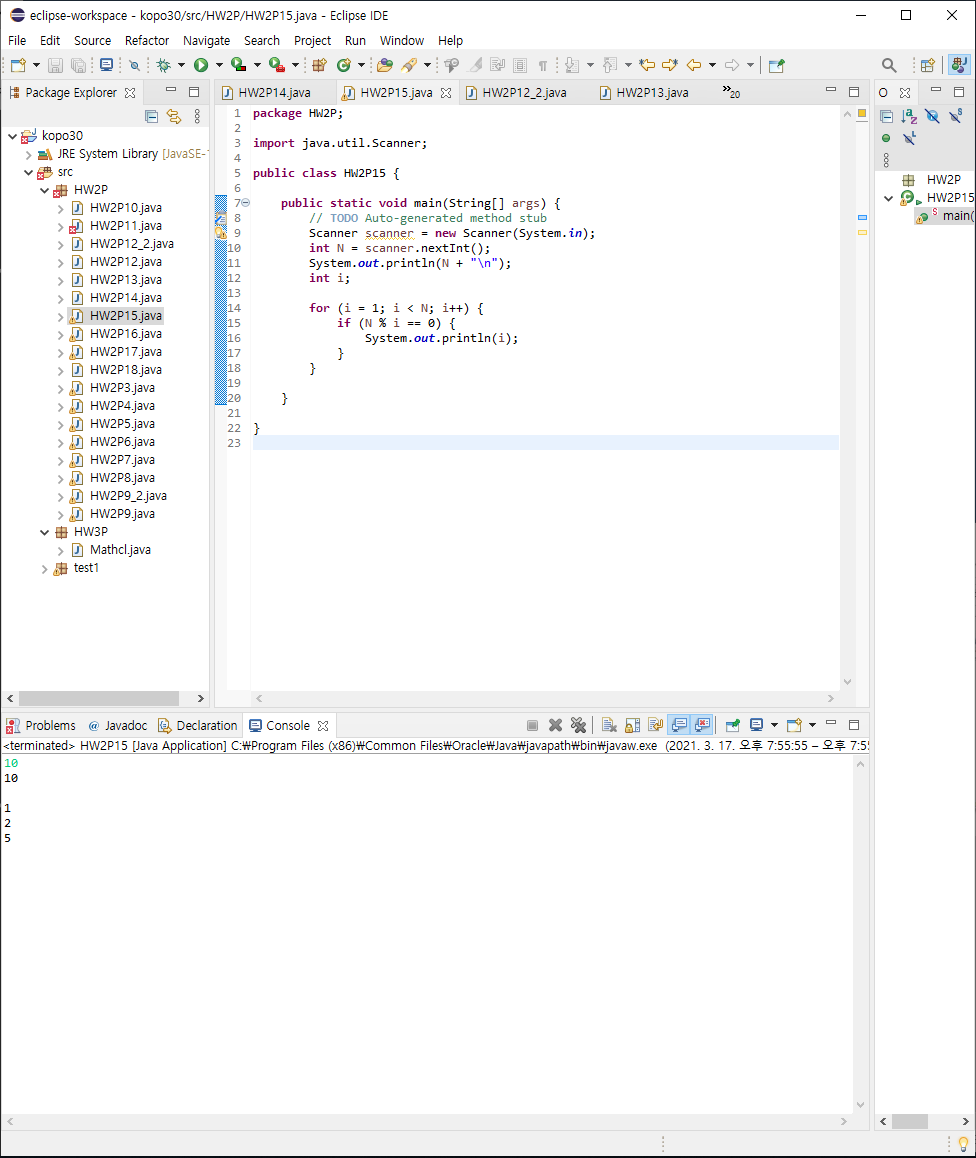 eclipse-workspace - kopo30/src/HW2P/HW2P15.java - Eclipse IDE
File Edit Source Refactor Navigate Search Project Run Window Help
Package Explorer
kopo30
JRE System Library [JavaSE-1
src
HW2P
HW2P10.java
HW2P11.java
HW2P12_2.java
HW2P12.java
HW2P13.java
HW2P14.java
HW2P15.java
HW2P16.java
HW2P17.java
HW2P18.java
HW2P3.java
HW2P4.java
HW2P5.java
HW2P6.java
HW2P7.java
HW2P8.java
HW2P9_2.java
HW2P9.java
HW3P
Mathcl.java
test1
HW2P14.java HW2P15.java HW2P12_2.java HW2P13.java »20
1 package HW2P;
2
3 import java.util.Scanner;
4
5 public class HW2P15 {
6
7 public static void main(String[] args) {
8 // TODO Auto-generated method stub
9 Scanner scanner = new Scanner(System.in);
10 int N = scanner.nextInt();
11 System.out.println(N + "\n");
12 int i;
13
14 for (i = 1; i < N; i++) {
15 if (N % i == 0) {
16 System.out.println(i);
17 }
18 }
19
20 }
21
22 }
23
O
HW2P
HW2P15
main(
Problems @ Javadoc Declaration Console
<terminated> HW2P15 [Java Application] C:₩Program Files (x86)₩Common Files₩Oracle₩Java₩javapath₩bin₩javaw.exe (2021. 3. 17. 오후 7:55:55 – 오후 7:55
10
10
1
2
5